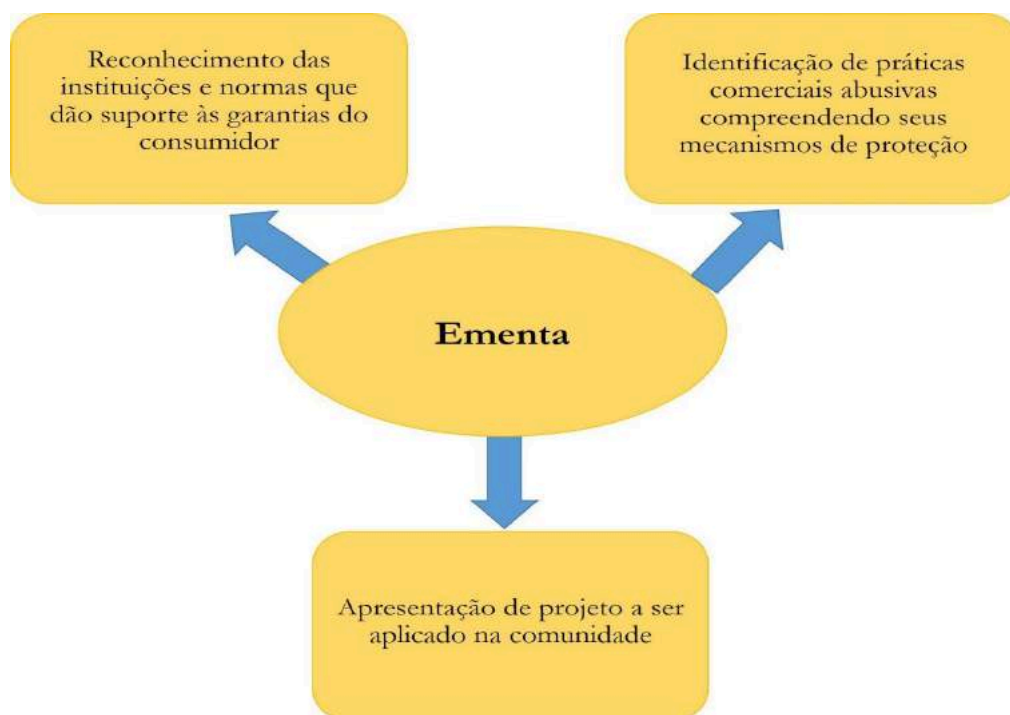 Reconhecimento das
instituições e normas que
dão suporte às garantias do
consumidor
Identificação de práticas
comerciais abusivas
compreendendo seus
mecanismos de proteção
Ementa
Apresentação de projeto a ser
aplicado na comunidade